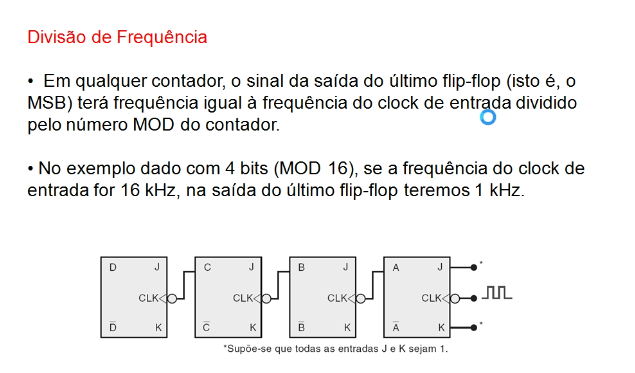 Divisão de Frequência
• Em qualquer contador, o sinal da saída do último flip-flop (isto é, o
MSB) terá frequência igual à frequência do clock de entrada dividido
pelo número MOD do contador.
• No exemplo dado com 4 bits (MOD 16), se a frequência do clock de
entrada for 16 kHz, na saída do último flip-flop teremos 1 kHz.
D J C J B J A J *
CLK CLK CLK CLK
D̅ K C̅ K B̅ K A̅ K *
*Supõe-se que todas as entradas J e K sejam 1.